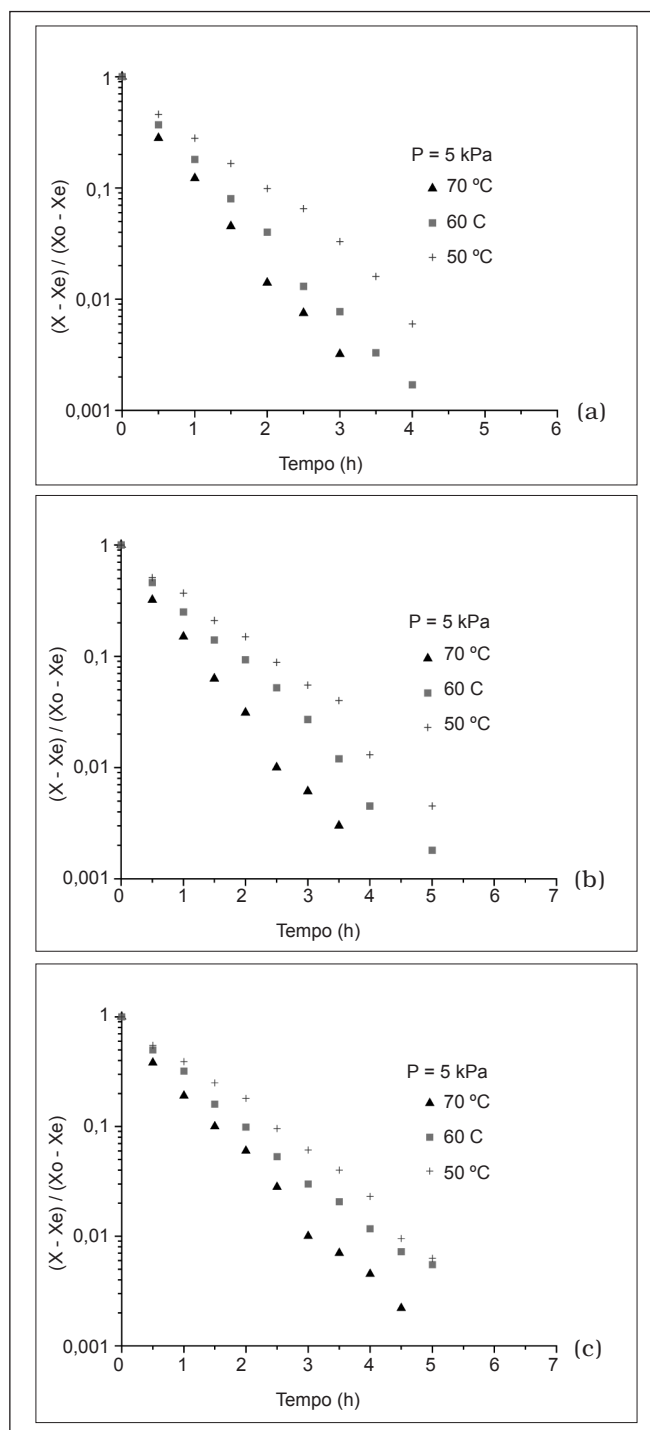 1
0,1
0,01
0,001
(X - Xe) / (Xo - Xe)
P = 5 kPa
70 ºC
60 C
50 ºC
0 1 2 3 4 5 6
Tempo (h)
(a)
1
0,1
0,01
0,001
(X - Xe) / (Xo - Xe)
P = 5 kPa
70 ºC
60 C
50 ºC
0 1 2 3 4 5 6 7
Tempo (h)
(b)
1
0,1
0,01
0,001
(X - Xe) / (Xo - Xe)
P = 5 kPa
70 ºC
60 C
50 ºC
0 1 2 3 4 5 6 7
Tempo (h)
(c)